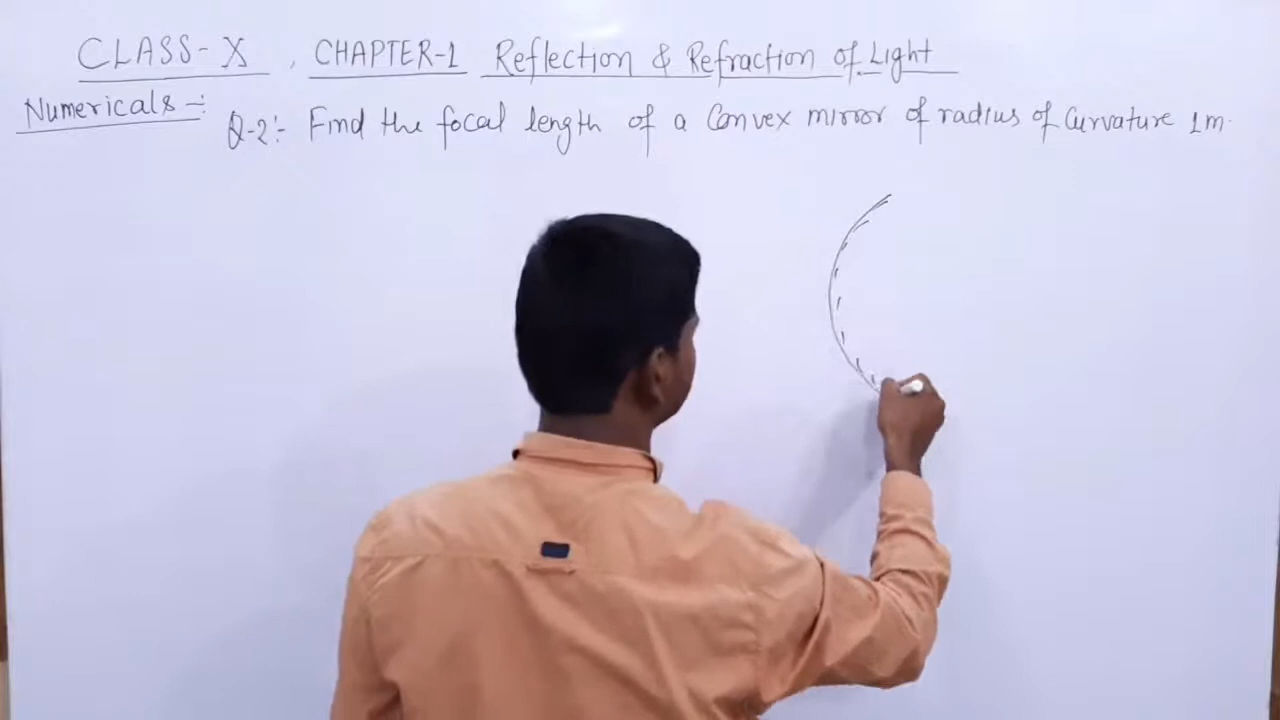 CLASS-X, CHAPTER-1 Reflection & Refraction of Light
Numericals :-
Q-2:- Find the focal length of a Convex mirror of radius of Curvature 1m.